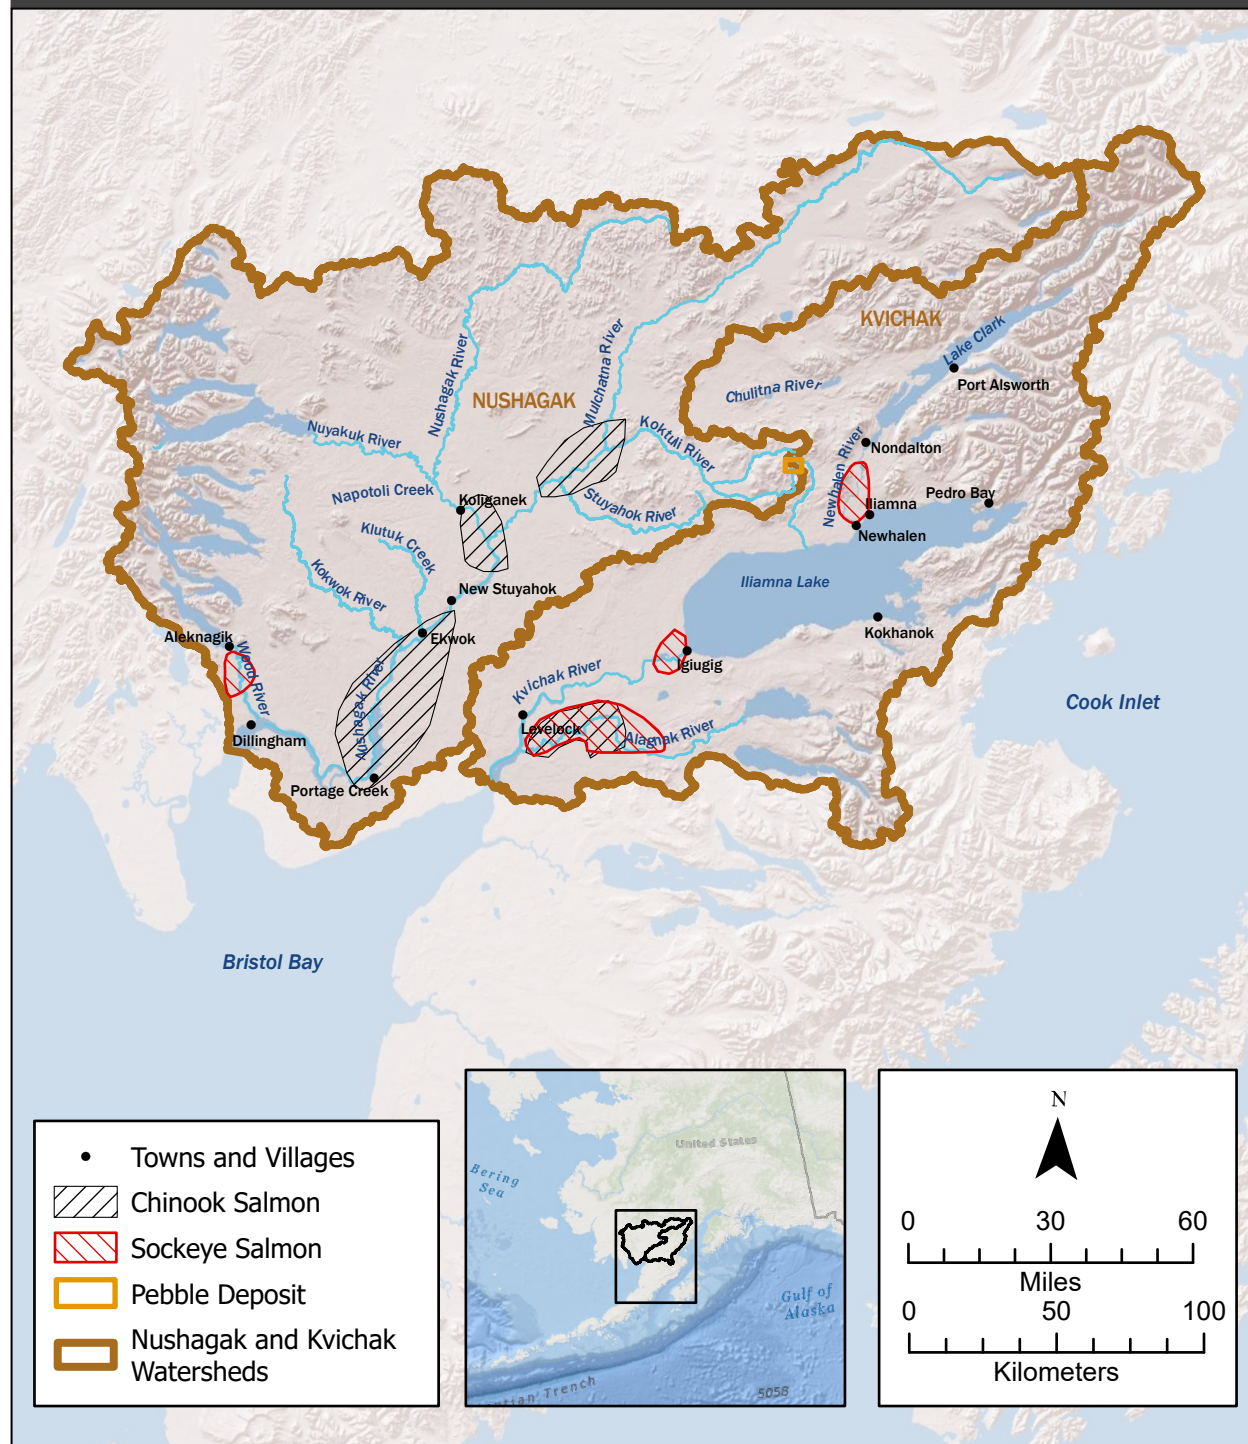 KVICHAK
Lake Clark
Port Alsworth
Chulitna River
Nushagak River
Mulchatna River
NUSHAGAK
Nuyakuk River
Koktuli River
Newhalen River
Nondalton
Napotoli Creek
Koliganek
Stuyahok River
Iliamna
Pedro Bay
Newhalen
Klutuk Creek
Kokwok River
New Stuyahok
Iliamna Lake
Ekwok
Kokhanok
Aleknagik
Wood River
Nushagak River
Igiugig
Kvichak River
Levelock
Alagnak River
Cook Inlet
Dillingham
Portage Creek
Bristol Bay
Towns and Villages
Chinook Salmon
Sockeye Salmon
Pebble Deposit
Nushagak and Kvichak
Watersheds
United States
Bering
Sea
Gulf of
Alaska
tian Trench
5058
N
0 30 60
Miles
0 50 100
Kilometers